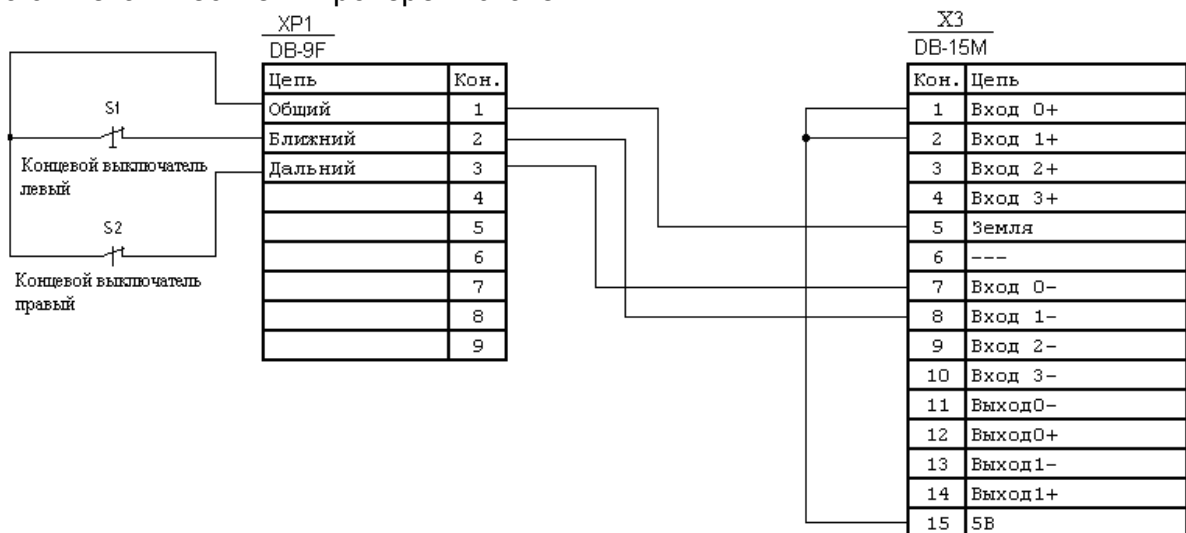 XP1
DB-9F
Цепь Кон.
Общий 1
Ближний 2
Дальний 3
4
5
6
7
8
9
S1
Концевой выключатель
левый
S2
Концевой выключатель
правый
X3
DB-15M
Кон. Цепь
1 Вход 0+
2 Вход 1+
3 Вход 2+
4 Вход 3+
5 Земля
6 ---
7 Вход 0-
8 Вход 1-
9 Вход 2-
10 Вход 3-
11 Выход0-
12 Выход0+
13 Выход1-
14 Выход1+
15 5В